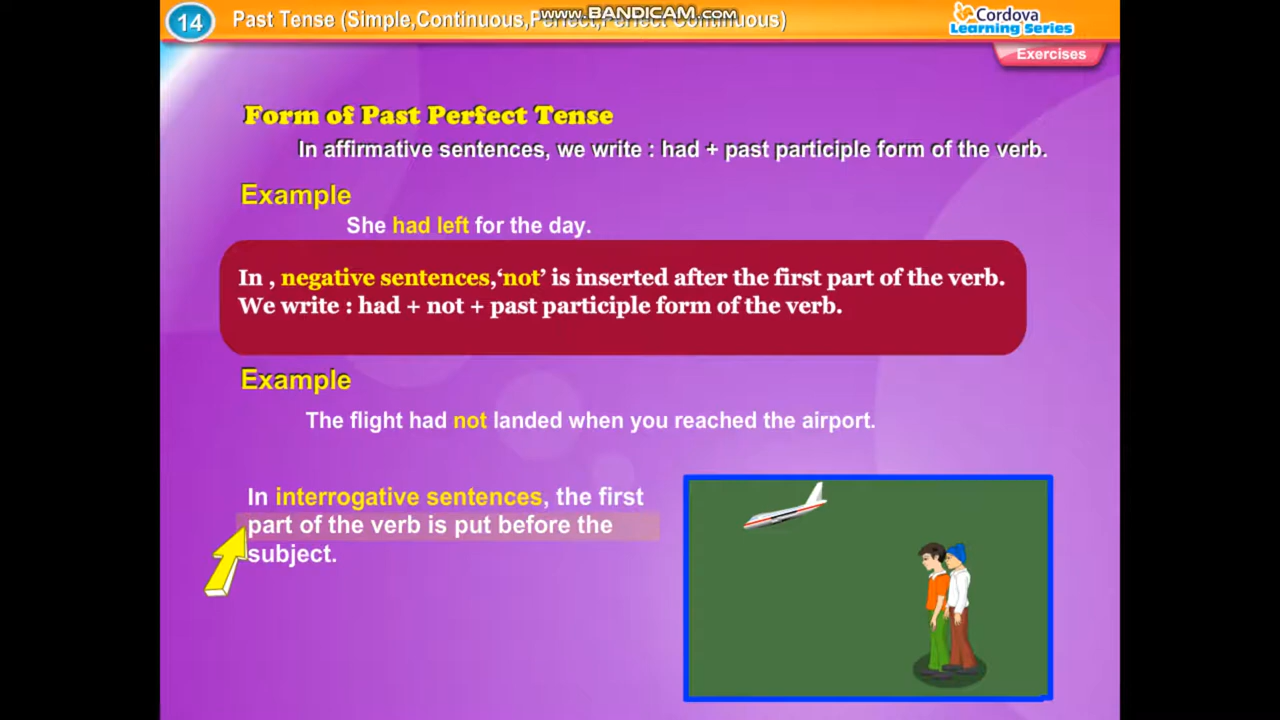 14
Past Tense (Simple,Continuous,Perfect,Perfect Continuous)
www.BANDICAM.com
Cordova
Learning Series
Exercises
Form of Past Perfect Tense
In affirmative sentences, we write : had + past participle form of the verb.
Example
She had left for the day.
In , negative sentences,‘not’ is inserted after the first part of the verb.
We write : had + not + past participle form of the verb.
Example
The flight had not landed when you reached the airport.
In interrogative sentences, the first
part of the verb is put before the
subject.